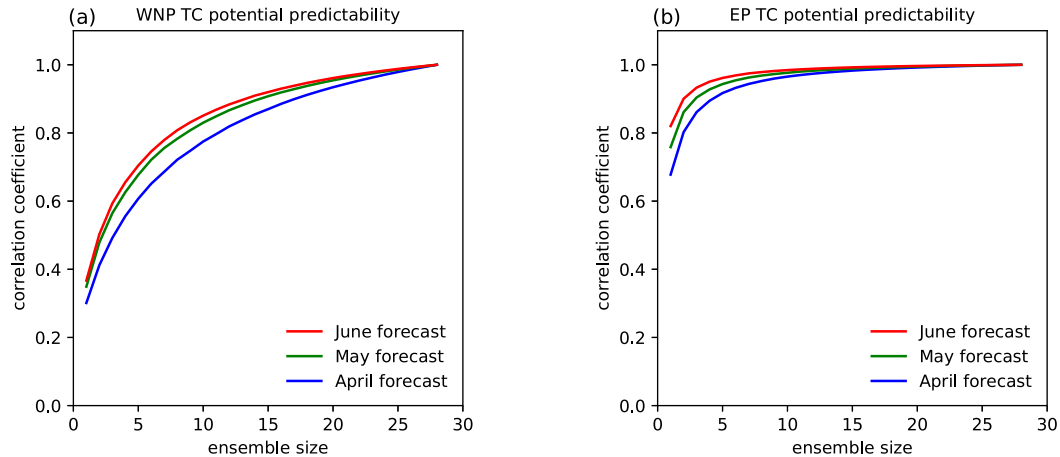 (a)
WNP TC potential predictability
1.0
0.8
0.6
0.4
0.2
0.0
correlation coefficient
0 5 10 15 20 25 30
ensemble size
June forecast
May forecast
April forecast
(b)
EP TC potential predictability
1.0
0.8
0.6
0.4
0.2
0.0
correlation coefficient
0 5 10 15 20 25 30
ensemble size
June forecast
May forecast
April forecast